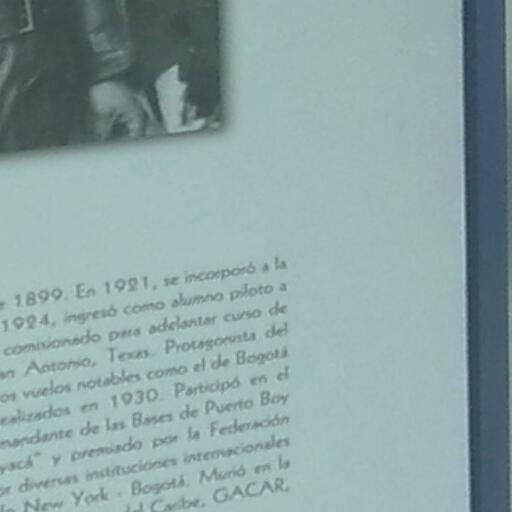 1899. En 1921, se incorporó a la
1924, ingresó como alumno piloto a
comisionado para adelantar curso de
an Antonio, Texas. Protagonista del
os vuelos notables como el de Bogotá
ealizados en 1930. Participó en el
mandante de las Bases de Puerto Boy
yacá" y premiado por la Federación
or diversas instituciones internacionales
New York - Bogotá. Murió en la
del Caribe, GACAR,